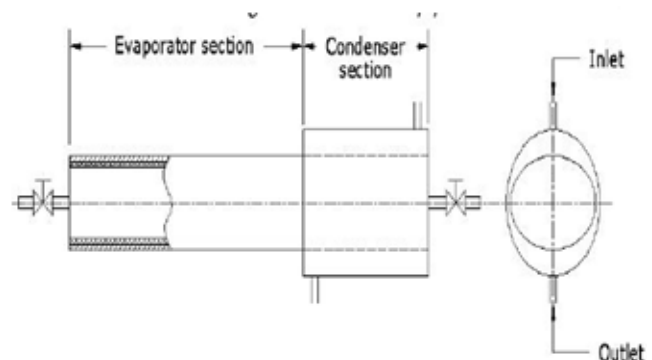 Evaporator section
Condenser
section
Inlet
Outlet